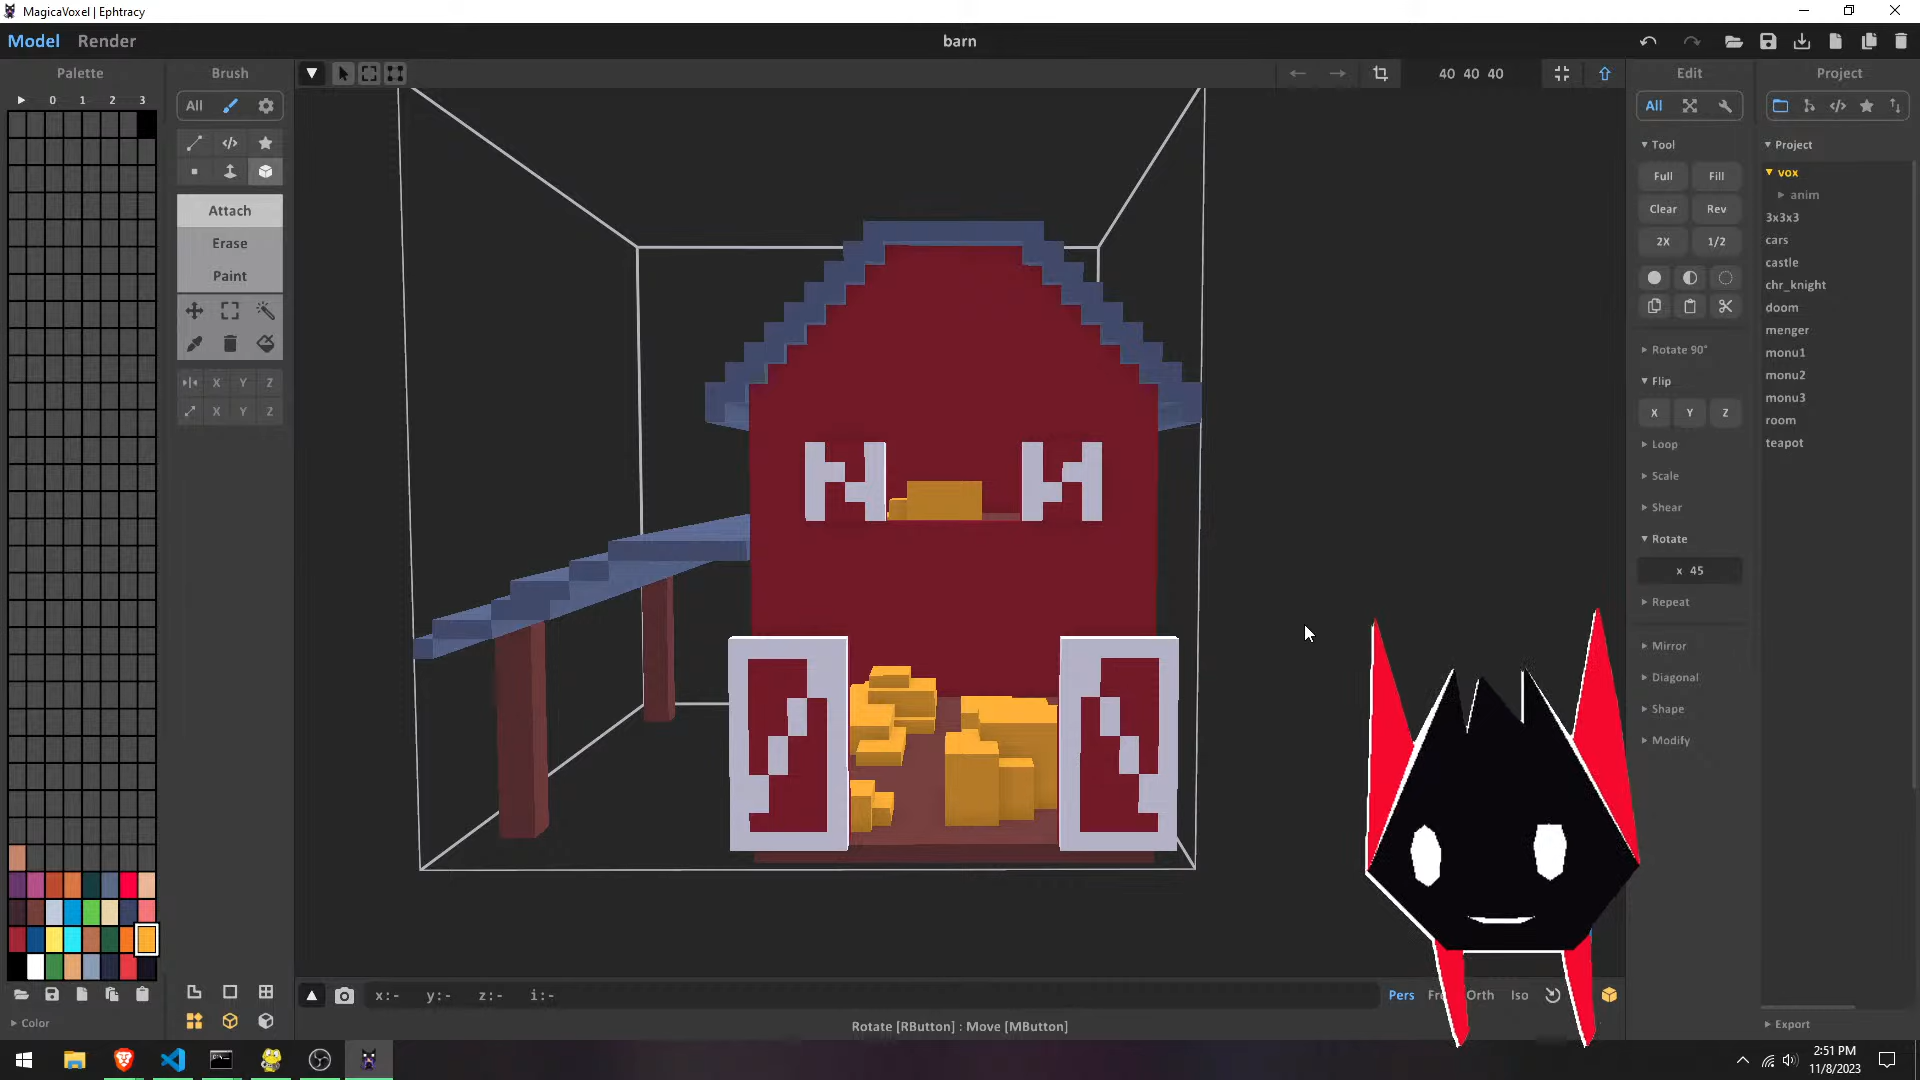 MagicaVoxel | Ephtracy
Model Render
barn
Palette
0 1 2 3
Brush
All
Attach
Erase
Paint
X Y Z
X Y Z
Color
40 40 40
x:- y:- z:- i:-
Pers Fre Orth Iso
Rotate [RButton] : Move [MButton]
Edit
All
Tool
Full Fill
Clear Rev
2X 1/2
Rotate 90°
Flip
X Y Z
Loop
Scale
Shear
Rotate
x 45
Repeat
Mirror
Diagonal
Shape
Modify
Project
Project
vox
anim
3x3x3
cars
castle
chr_knight
doom
menger
monu1
monu2
monu3
room
teapot
Export
2:51 PM
11/8/2023